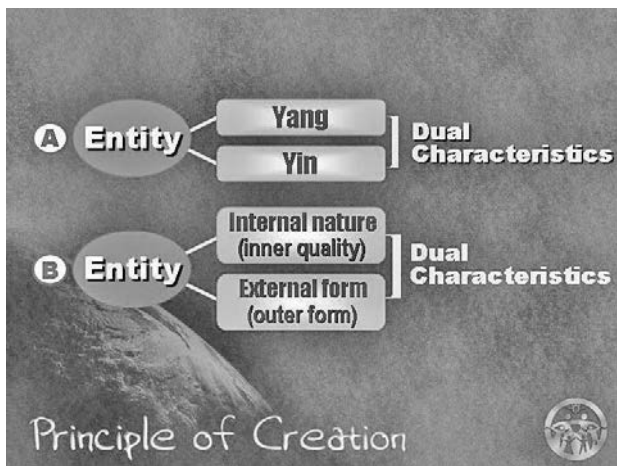 A
Entity
Yang
Yin
Dual
Characteristics
B
Entity
Internal nature
(inner quality)
External form
(outer form)
Dual
Characteristics
Principle of Creation